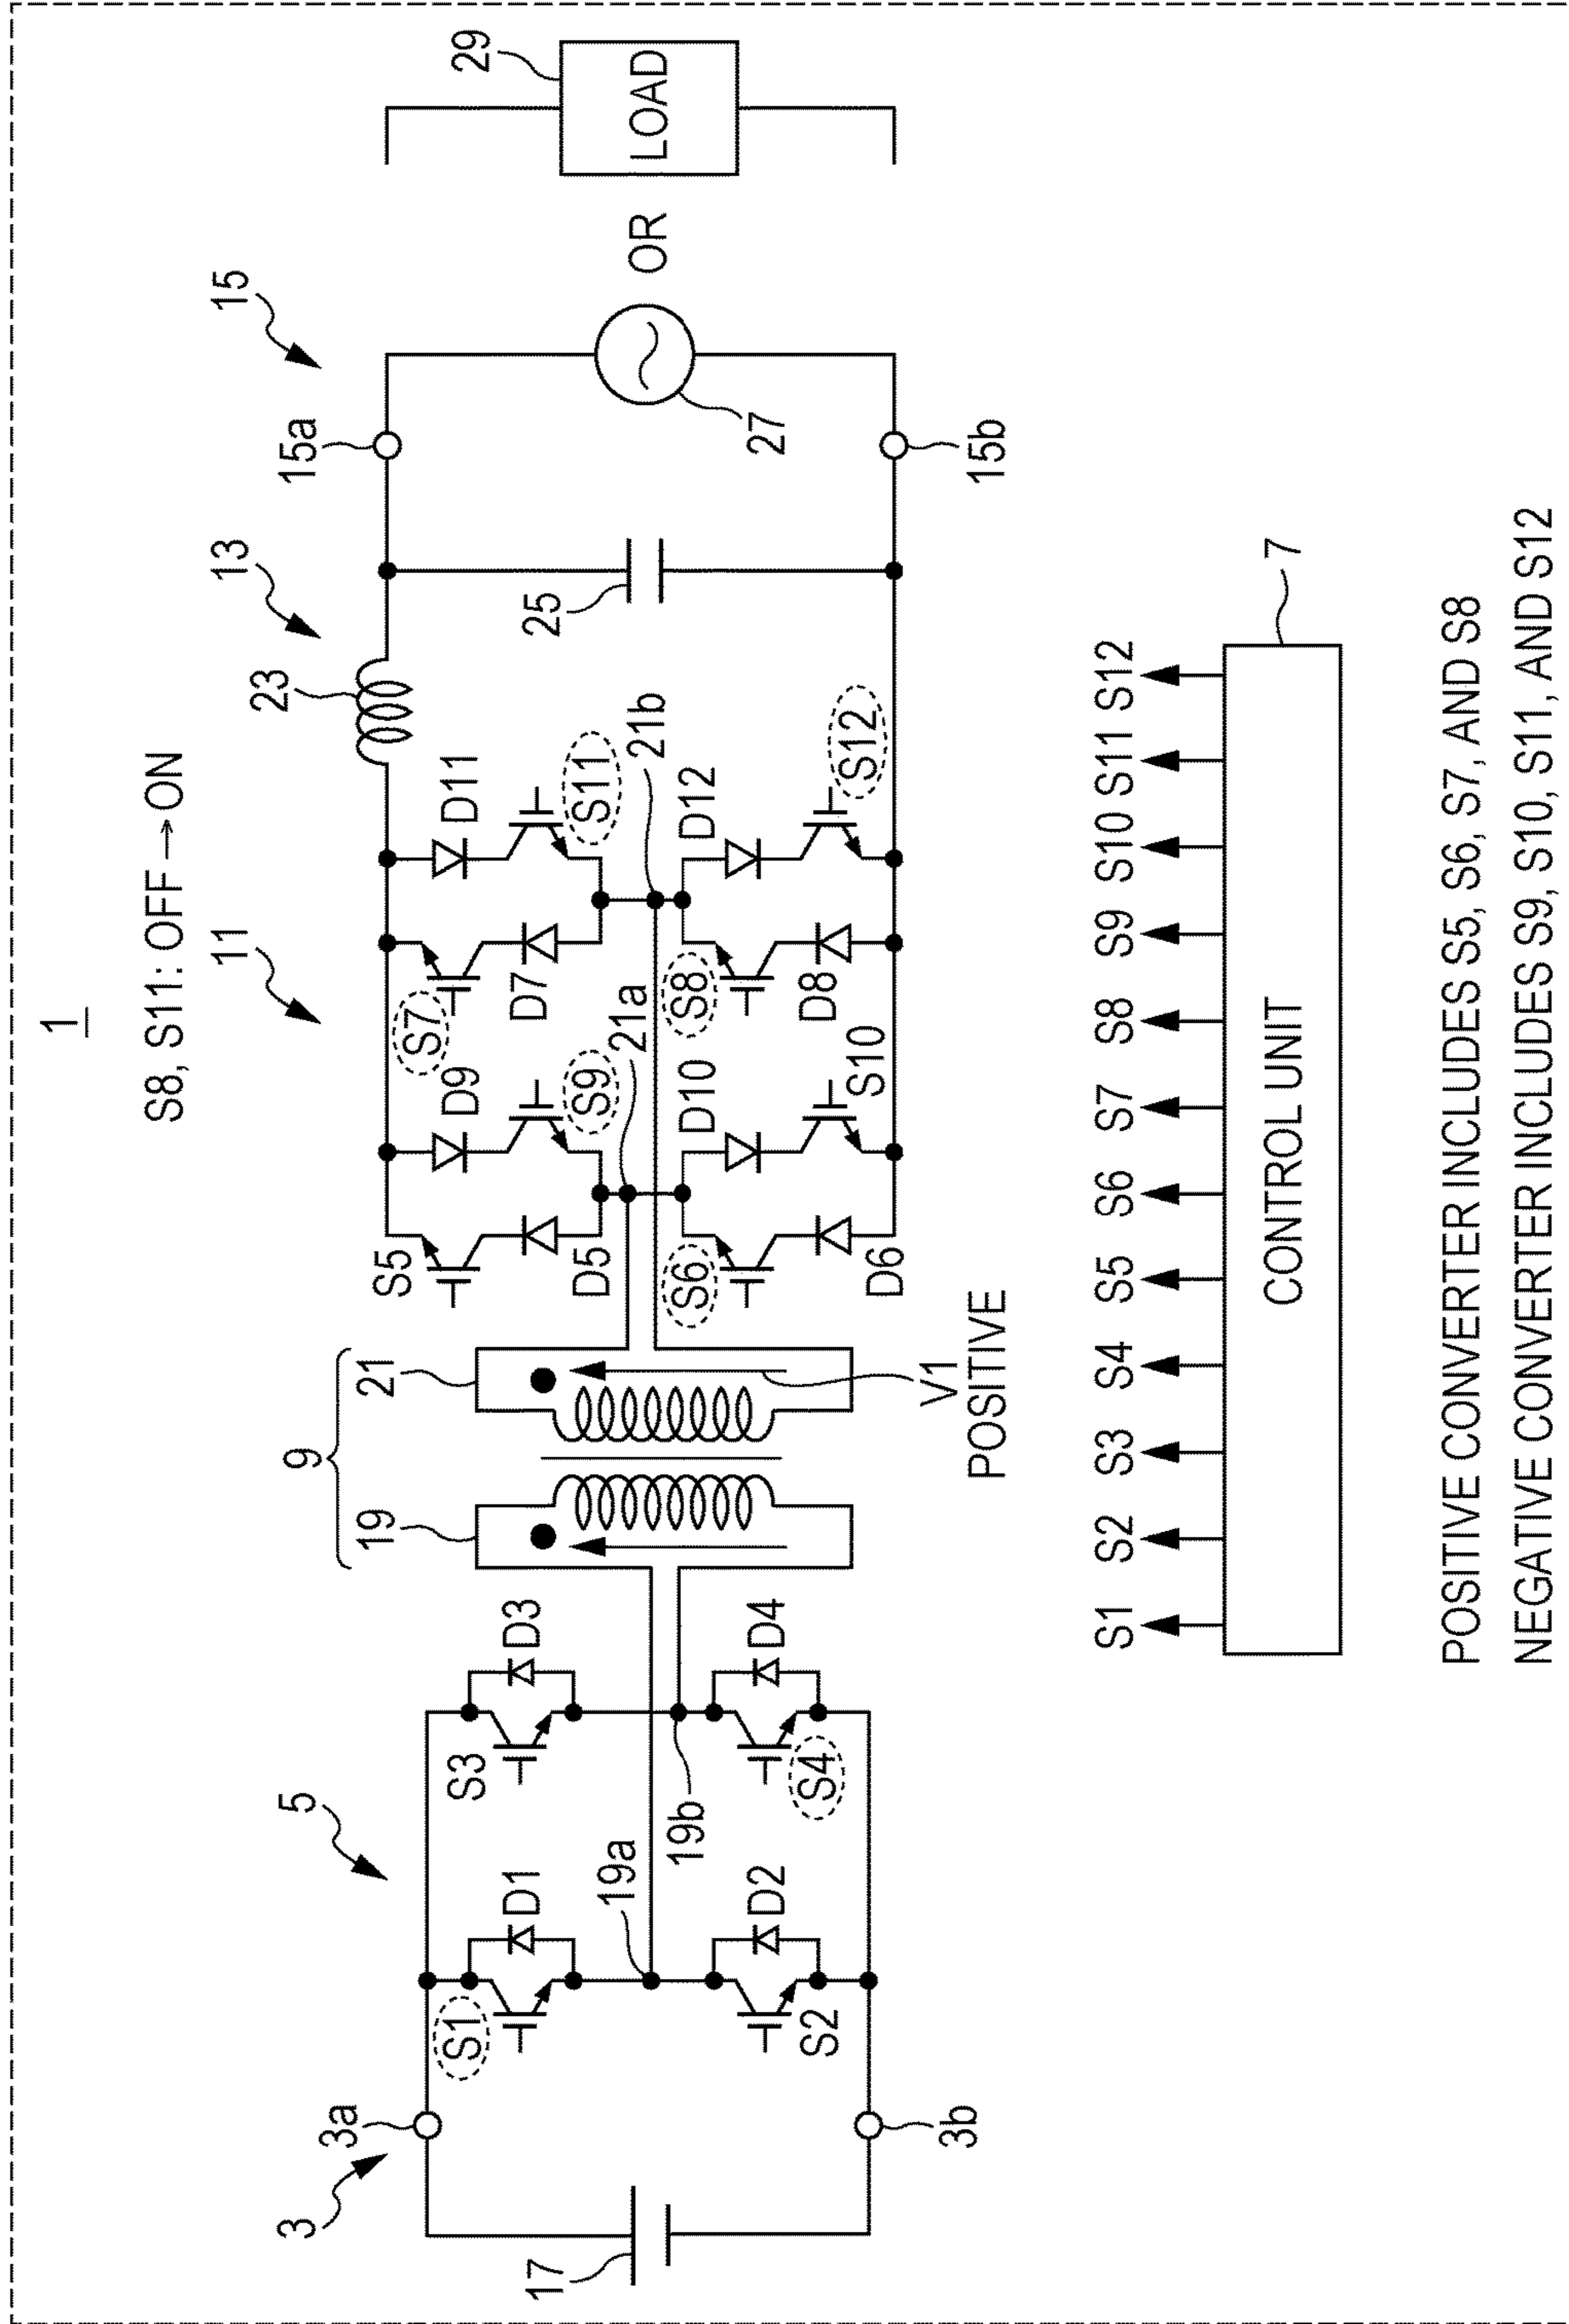 1
S8, S11: OFF → ON
3
3a
3b
17
5
S1
D1
S2
D2
S3
D3
S4
D4
19a
19b
9
19
21
V1
POSITIVE
11
S5
D5
S6
D6
D9
S9
D10
S10
21a
S7
D7
S8
D8
D11
S11
D12
S12
21b
13
23
25
15
15a
15b
27
OR
LOAD
29
S1 S2 S3 S4 S5 S6 S7 S8 S9 S10 S11 S12
CONTROL UNIT
7
POSITIVE CONVERTER INCLUDES S5, S6, S7, AND S8
NEGATIVE CONVERTER INCLUDES S9, S10, S11, AND S12